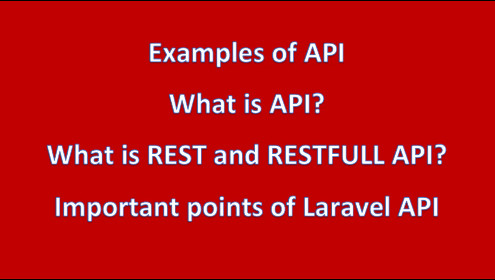 Examples of API
What is API?
What is REST and RESTFULL API?
Important points of Laravel API